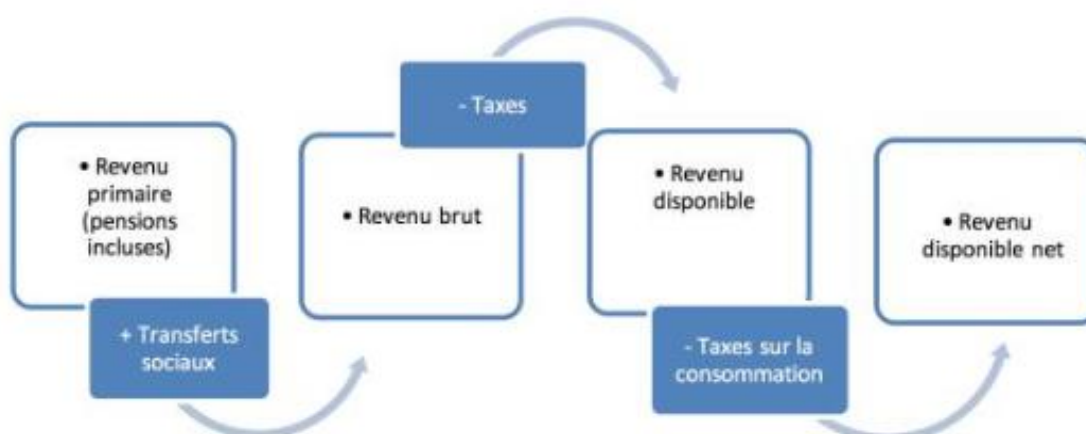 • Revenu
primaire
(pensions
incluses)
+ Transferts
sociaux
• Revenu brut
- Taxes
• Revenu
disponible
- Taxes sur la
consommation
• Revenu
disponible net